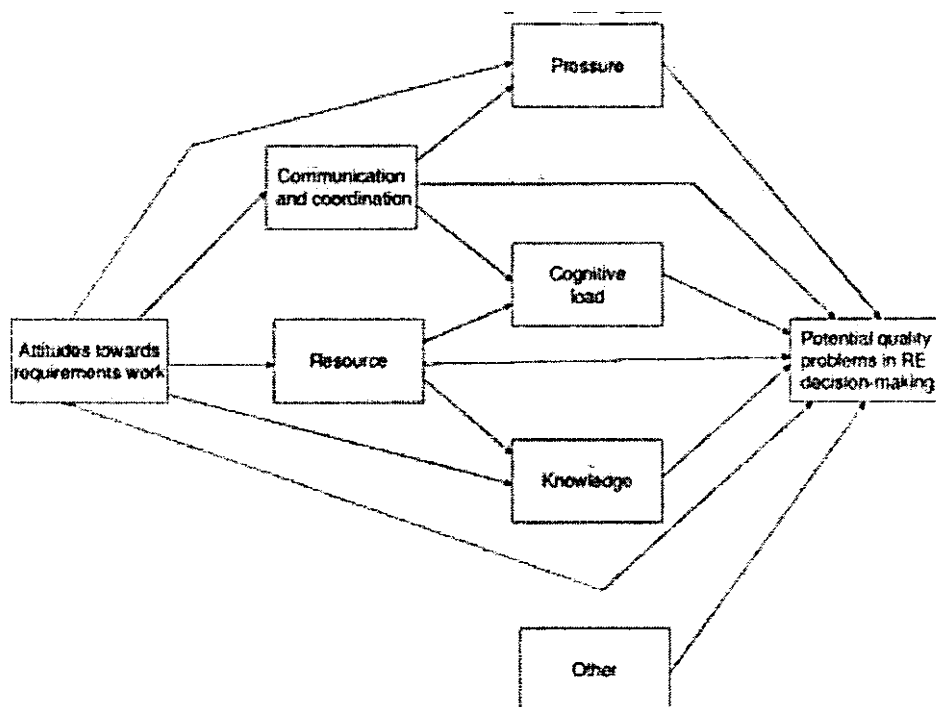 Pressure
Communication
and coordination
Cognitive
load
Attitudes towards
requirements work
Resource
Potential quality
problems in RE
decision-making
Knowledge
Other